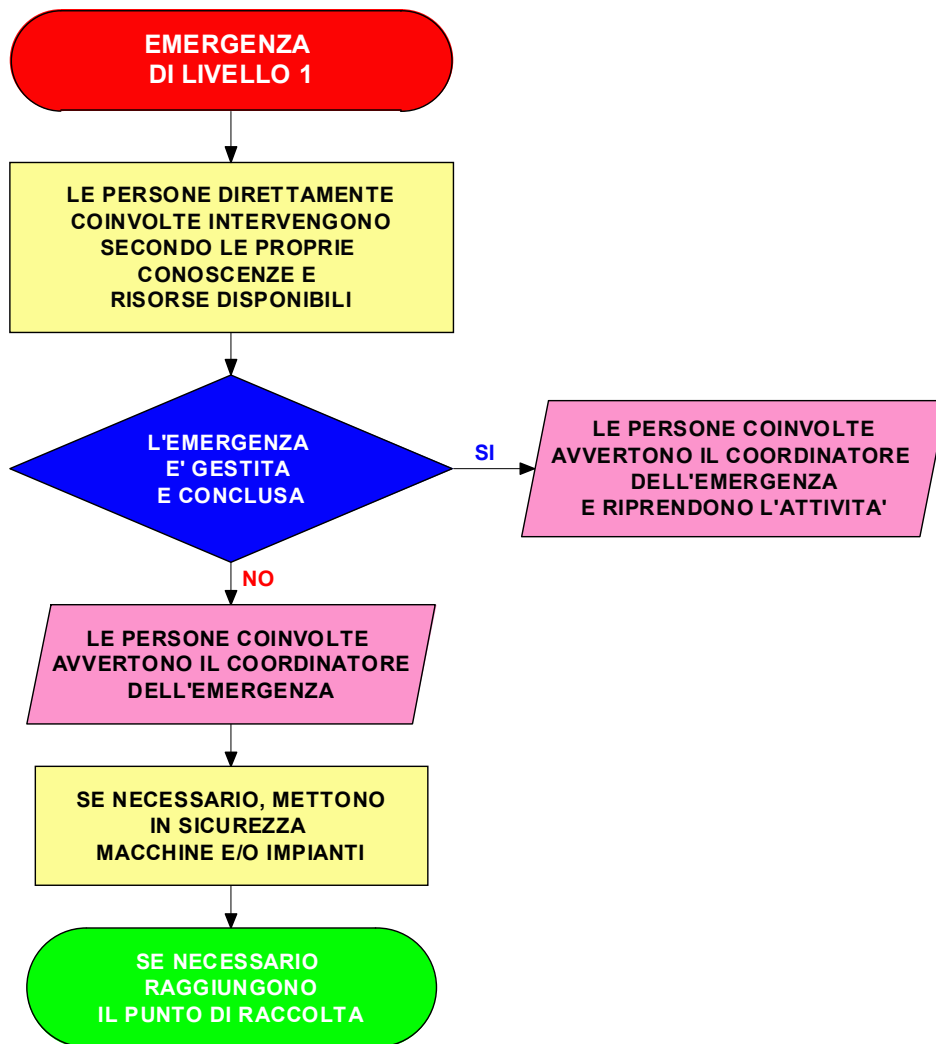 EMERGENZA
DI LIVELLO 1
LE PERSONE DIRETTAMENTE
COINVOLTE INTERVENGONO
SECONDO LE PROPRIE
CONOSCENZE E
RISORSE DISPONIBILI
L'EMERGENZA
E' GESTITA
E CONCLUSA
SI
LE PERSONE COINVOLTE
AVVERTONO IL COORDINATORE
DELL'EMERGENZA
E RIPRENDONO L'ATTIVITA'
NO
LE PERSONE COINVOLTE
AVVERTONO IL COORDINATORE
DELL'EMERGENZA
SE NECESSARIO, METTONO
IN SICUREZZA
MACCHINE E/O IMPIANTI
SE NECESSARIO
RAGGIUNGONO
IL PUNTO DI RACCOLTA